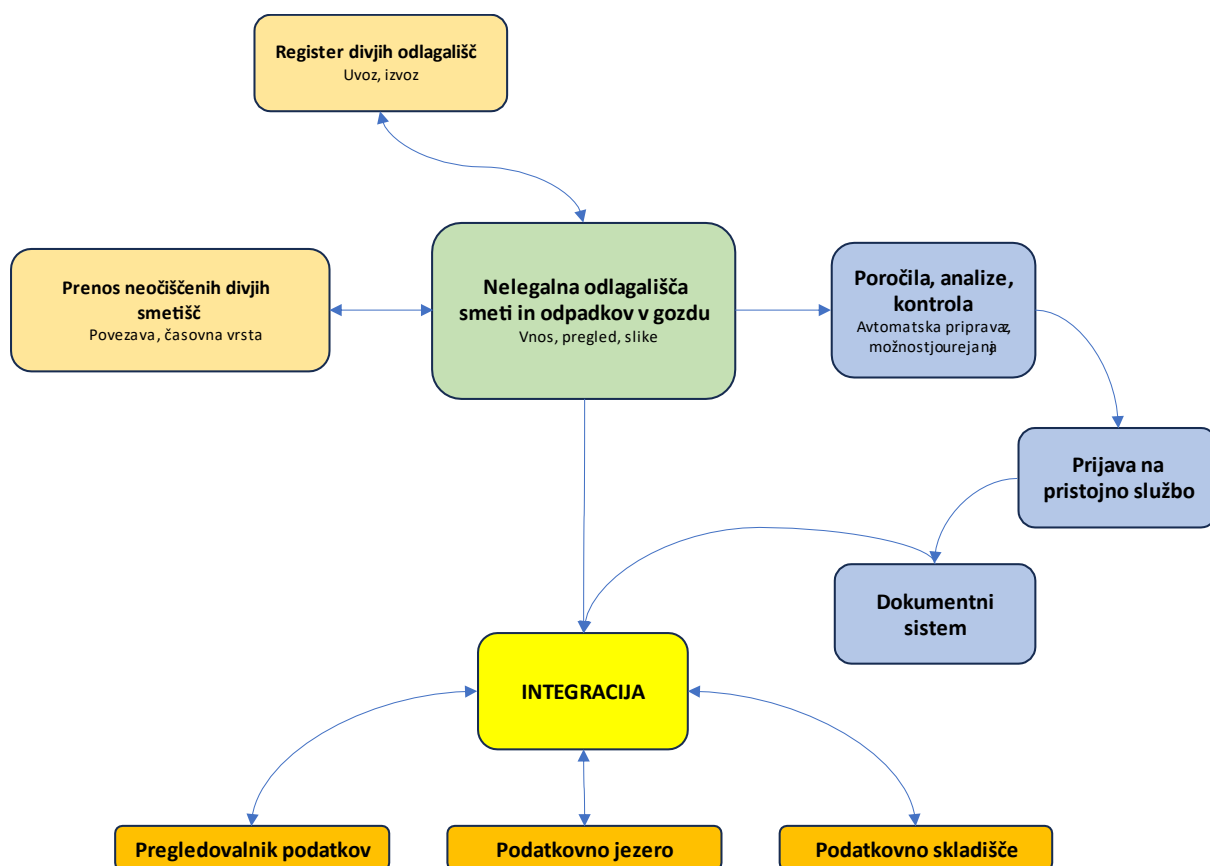 Register divjih odlagališč
Uvoz, izvoz
Prenos neočiščenih divjih
smetišč
Povezava, časovna vrsta
Nelegalna odlagališča
smeti in odpadkov v gozdu
Vnos, pregled, slike
Poročila, analize,
kontrola
Avtomatska priprava, z
možnostjo urejanja
Prijava na
pristojno službo
Dokumentni
sistem
INTEGRACIJA
Pregledovalnik podatkov
Podatkovno jezero
Podatkovno skladišče